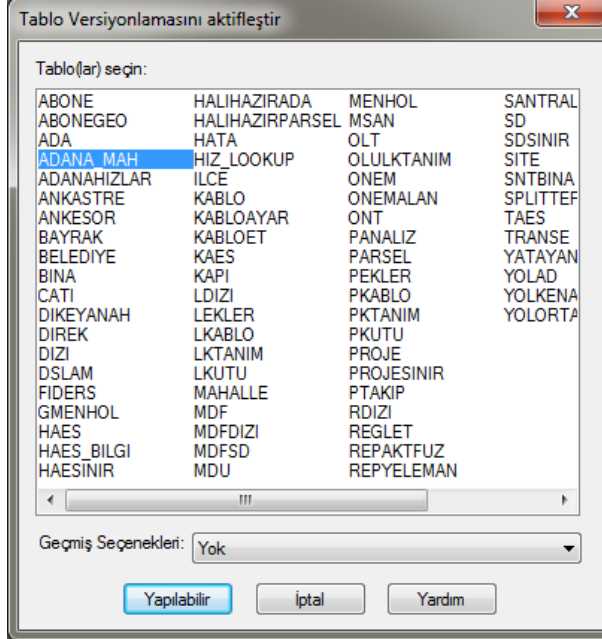 Tablo Versiyonlamasını aktifleştir
Tablo(lar) seçin:
ABONE
ABONEGEO
ADA
ADANA_MAH
ADANAHIZLAR
ANKASTRE
ANKESOR
BAYRAK
BELEDIYE
BINA
CATI
DIKEYANAH
DIREK
DIZI
DSLAM
FIDERS
GMENHOL
HAES
HAES_BILGI
HAESINIR
HALIHAZIRADA
HALIHAZIRPARSEL
HATA
HIZ_LOOKUP
ILCE
KABLO
KABLOAYAR
KABLOET
KAES
KAPI
LDIZI
LEKLER
LKABLO
LKTANIM
LKUTU
MAHALLE
MDF
MDFDIZI
MDFSD
MDU
MENHOL
MSAN
OLT
OLULKTANIM
ONEM
ONEMALAN
ONT
PANALIZ
PARSEL
PEKLER
PKABLO
PKTANIM
PKUTU
PROJE
PROJESINIR
PTAKIP
RDIZI
REGLET
REPAKTFUZ
REPYELEMAN
SANTRAL
SD
SDSINIR
SITE
SNTBINA
SPLITTER
TAES
TRANSE
YATAYAN
YOLAD
YOLKENA
YOLORTA
Geçmiş Seçenekleri: Yok
Yapılabilir İptal Yardım